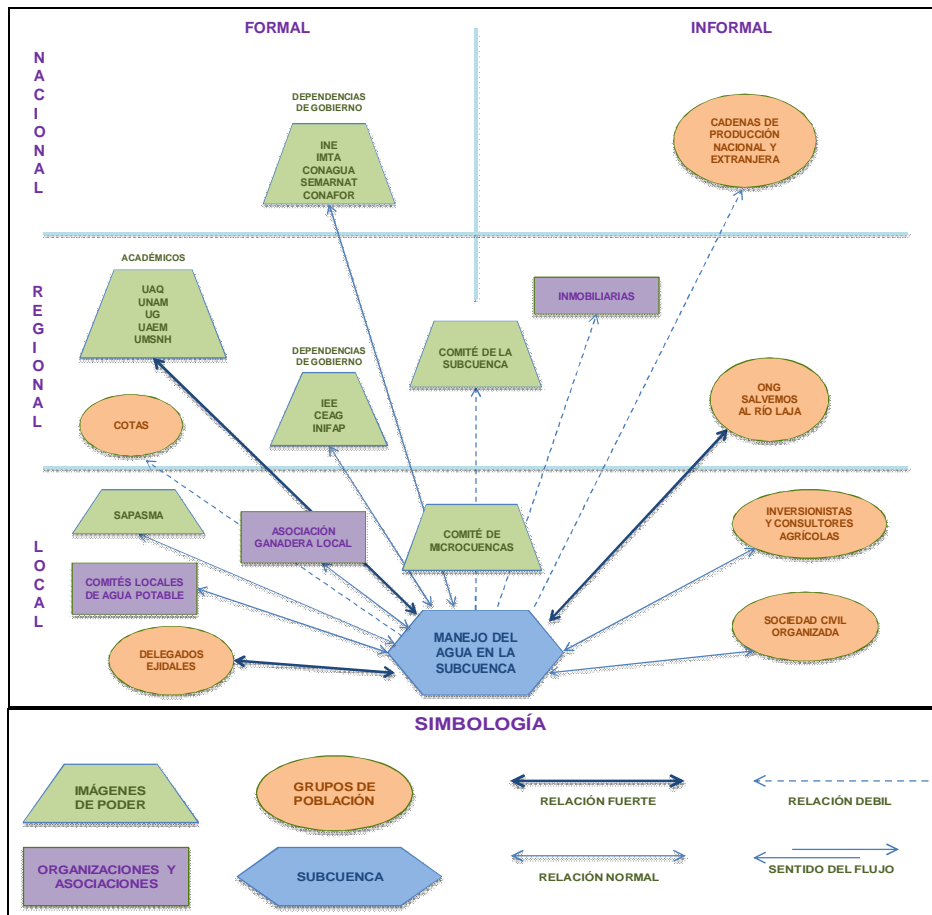 FORMAL
INFORMAL
NACIONAL
DEPENDENCIAS
DE GOBIERNO
INE
IMTA
CONAGUA
SEMARNAT
CONAFOR
CADENAS DE
PRODUCCIÓN
NACIONAL Y
EXTRANJERA
REGIONAL
ACADÉMICOS
UAQ
UNAM
UG
UAEM
UMSNH
INMOBILIARIAS
COMITÉ DE LA
SUBCUENCA
DEPENDENCIAS
DE GOBIERNO
IEE
CEAG
INIFAP
ONG
SALVEMOS
AL RÍO LAJA
COTAS
LOCAL
SAPASMA
ASOCIACIÓN
GANADERA LOCAL
COMITÉ DE
MICROCUENCAS
INVERSIONISTAS
Y CONSULTORES
AGRÍCOLAS
COMITÉS LOCALES
DE AGUA POTABLE
SOCIEDAD CIVIL
ORGANIZADA
DELEGADOS
EJIDALES
MANEJO DEL
AGUA EN LA
SUBCUENCA
SIMBOLOGÍA
IMÁGENES
DE PODER
GRUPOS DE
POBLACIÓN
RELACIÓN FUERTE
RELACIÓN DEBIL
ORGANIZACIONES Y
ASOCIACIONES
SUBCUENCA
RELACIÓN NORMAL
SENTIDO DEL FLUJO